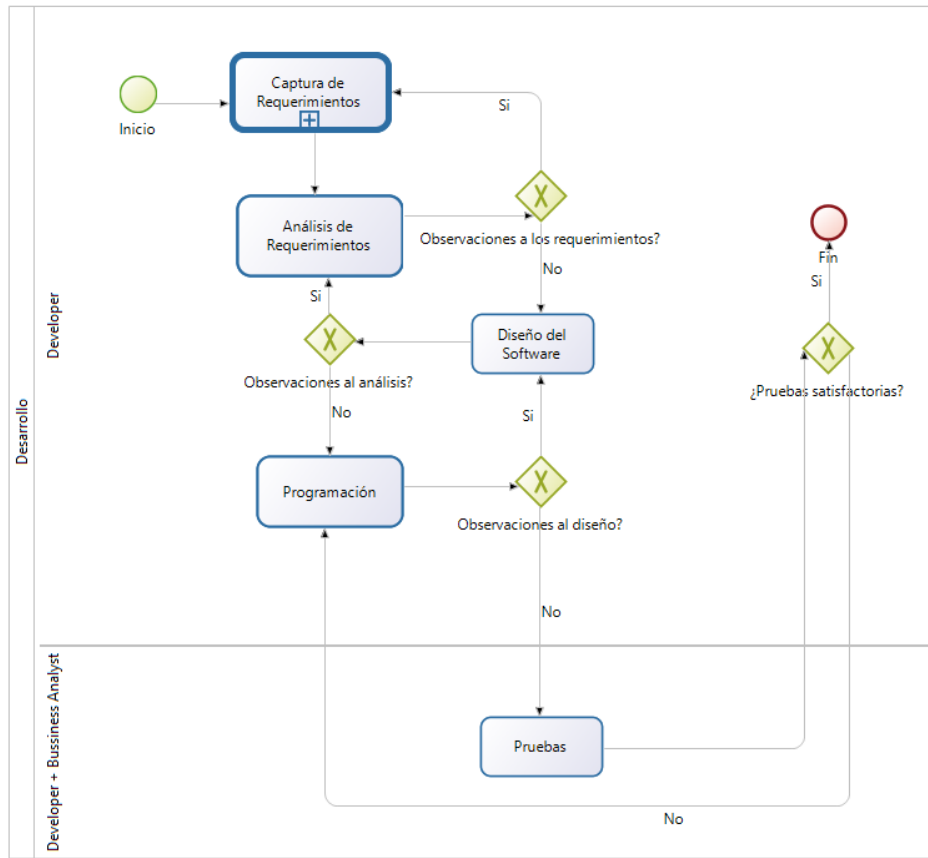 Desarrollo
Developer
Inicio
Captura de
Requerimientos
Si
Análisis de
Requerimientos
Observaciones a los requerimientos?
No
Fin
Si
Si
Diseño del
Software
Observaciones al análisis?
¿Pruebas satisfactorias?
No
Si
Programación
Observaciones al diseño?
No
Developer + Bussiness Analyst
Pruebas
No